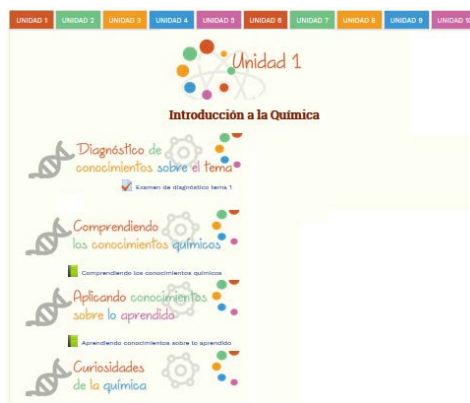 UNIDAD 1 UNIDAD 2 UNIDAD 3 UNIDAD 4 UNIDAD 5 UNIDAD 6 UNIDAD 7 UNIDAD 8 UNIDAD 9 UNIDAD 10
Unidad 1
Introducción a la Química
Diagnóstico de
conocimientos sobre el tema
Examen de diagnóstico tema 1
Comprendiendo
los conocimientos químicos
Comprendiendo los conocimientos químicos
Aplicando conocimientos
sobre lo aprendido
Aprendiendo conocimientos sobre lo aprendido
Curiosidades
de la química